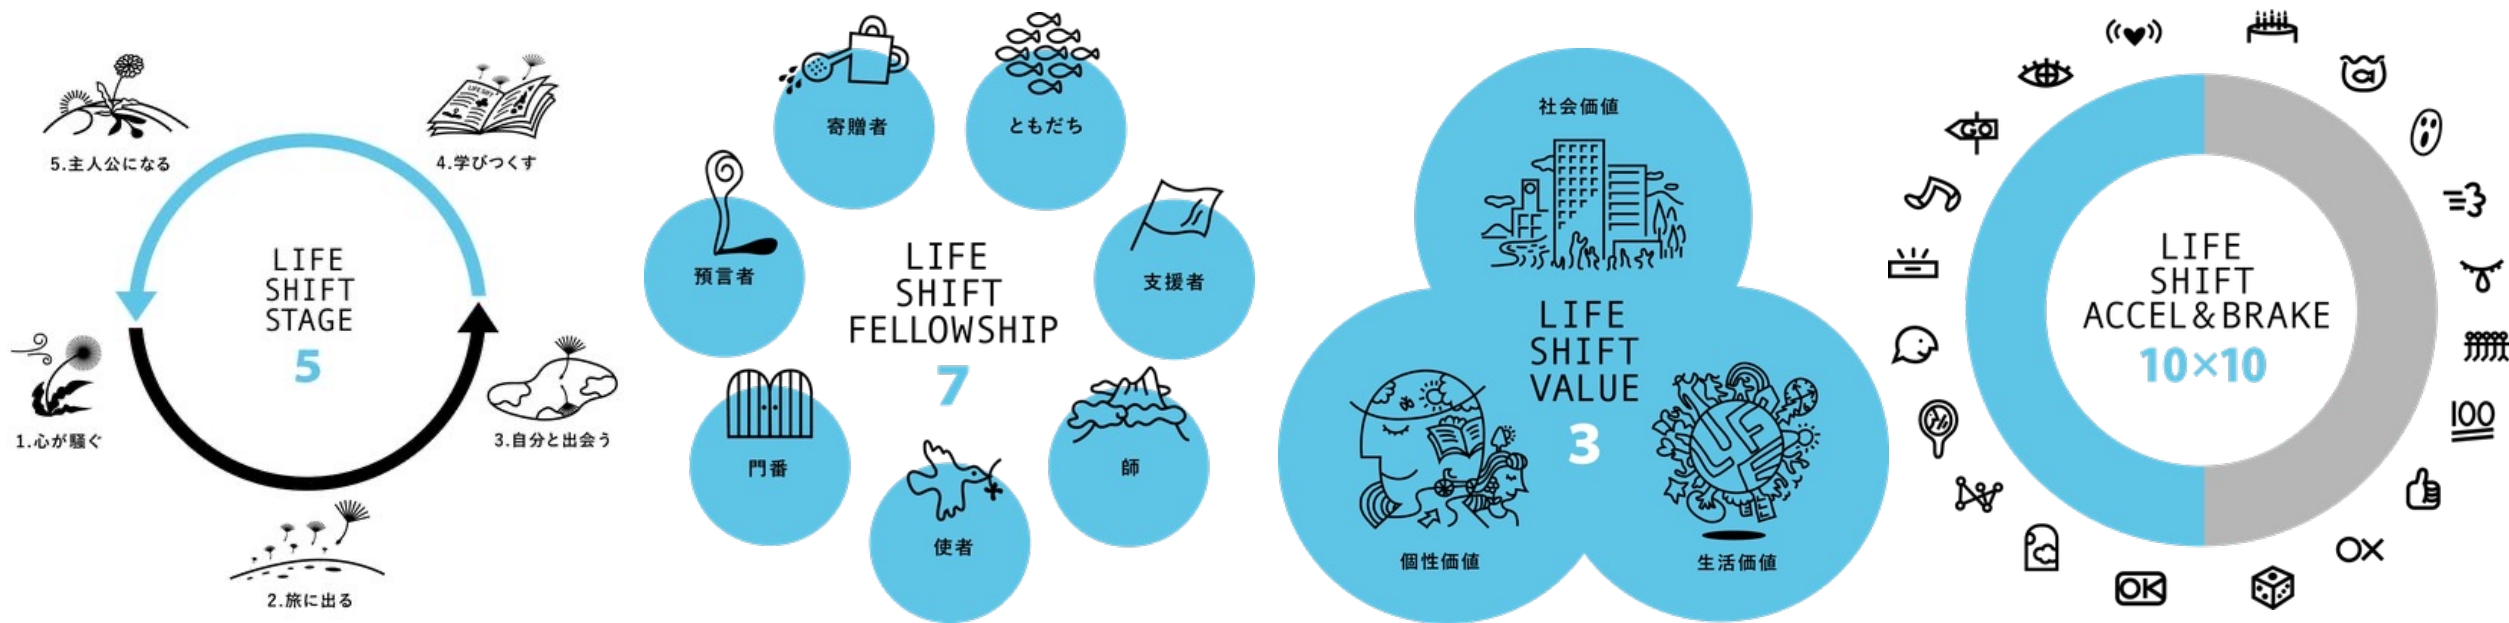 5.主人公になる
LIFE SIFT
4.学びつくす
LIFE
SHIFT
STAGE
5
1.心が騒ぐ
3.自分と出会う
2.旅に出る
寄贈者
ともだち
預言者
支援者
LIFE
SHIFT
FELLOWSHIP
7
門番
師
使者
社会価値
LIFE
SHIFT
VALUE
3
LIFE
個性価値
生活価値
GO
LIFE
SHIFT
ACCEL&BRAKE
10×10
100
OX
OK